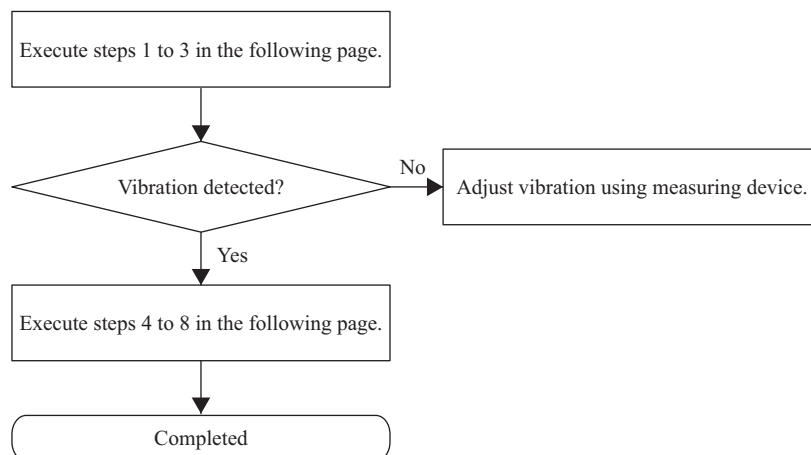 Execute steps 1 to 3 in the following page.
Vibration detected?
No
Adjust vibration using measuring device.
Yes
Execute steps 4 to 8 in the following page.
Completed